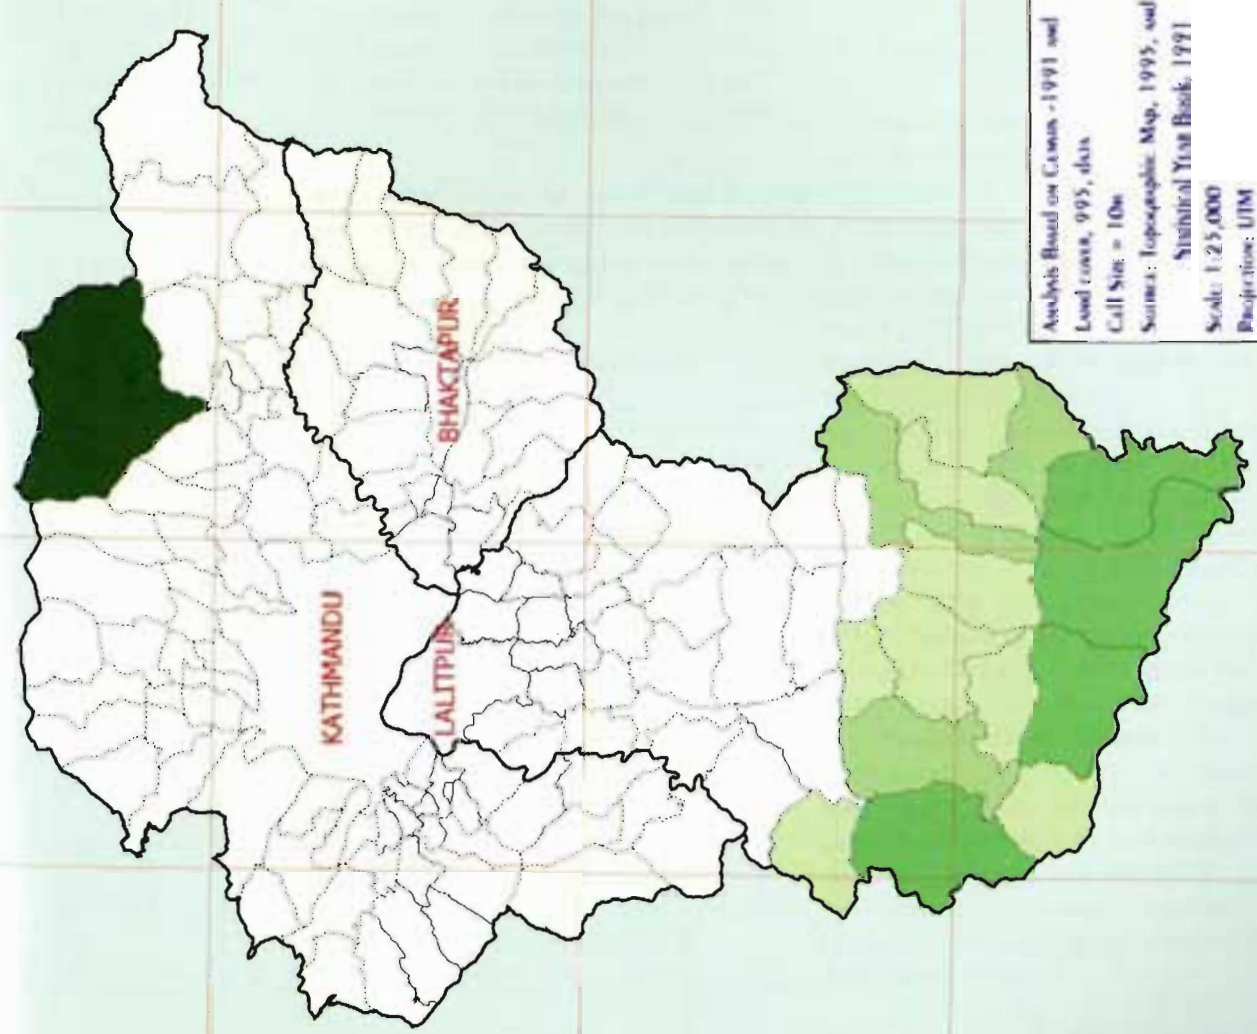 KATHMANDU
LALITPUR
BHAKTAPUR
Analysis Based on Census -1991 and
Land cover, 995, data
Call Size = 10m
Source: Topographic Map, 1995, and
Statistical Year Book, 1991
Scale 1:25,000
Projection: UTM